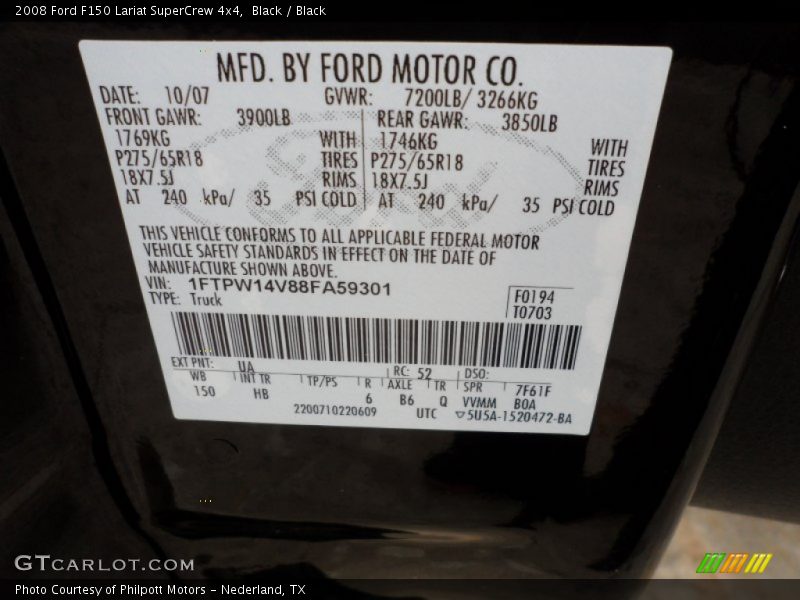 2008 Ford F150 Lariat SuperCrew 4x4, Black / Black
MFD. BY FORD MOTOR CO.
DATE: 10/07 GVWR: 7200LB/ 3266KG
FRONT GAWR: 3900LB REAR GAWR: 3850LB
1769KG WITH 1746KG WITH
P275/65R18 TIRES P275/65R18 TIRES
18X7.5J RIMS 18X7.5J RIMS
AT 240 kPa/ 35 PSI COLD AT 240 kPa/ 35 PSI COLD
THIS VEHICLE CONFORMS TO ALL APPLICABLE FEDERAL MOTOR
VEHICLE SAFETY STANDARDS IN EFFECT ON THE DATE OF
MANUFACTURE SHOWN ABOVE.
VIN: 1FTPW14V88FA59301
TYPE: Truck
F0194
T0703
EXT PNT: UA RC: 52 DSO:
WB INT TR TP/PS R AXLE TR SPR 7F61F
150 HB 6 B6 Q VVMM BOA
2200710220609 UTC ▽5U5A-1520472-BA
Ford
GTCARLOT.COM
Photo Courtesy of Philpott Motors - Nederland, TX